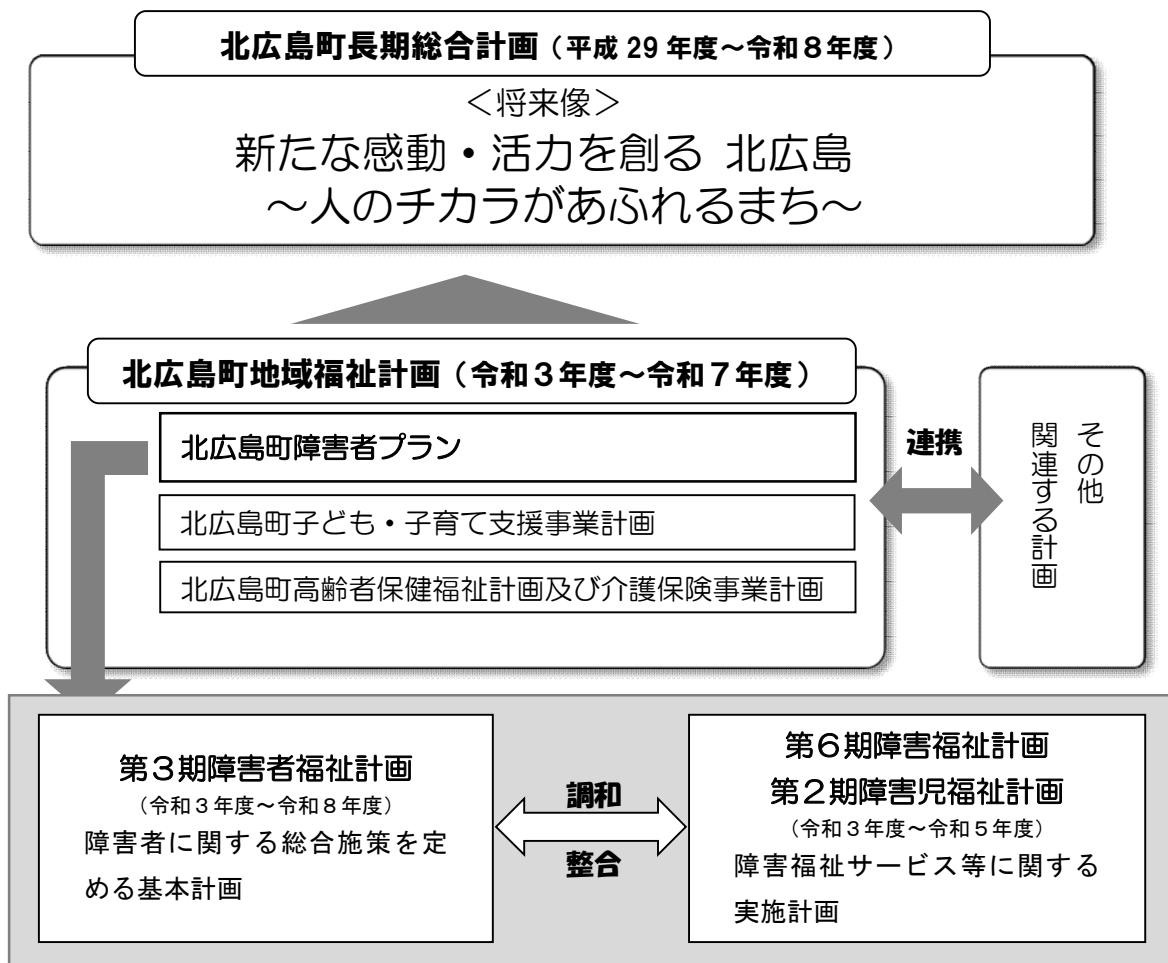 北広島町長期総合計画（平成 29 年度～令和８年度）
＜将来像＞
新たな感動・活力を創る 北広島
～人のチカラがあふれるまち～
北広島町地域福祉計画（令和３年度～令和７年度）
北広島町障害者プラン
北広島町子ども・子育て支援事業計画
北広島町高齢者保健福祉計画及び介護保険事業計画
連携
その他
関連する計画
第３期障害者福祉計画
（令和３年度～令和８年度）
障害者に関する総合施策を定
める基本計画
調和
整合
第６期障害福祉計画
第２期障害児福祉計画
（令和３年度～令和５年度）
障害福祉サービス等に関する
実施計画